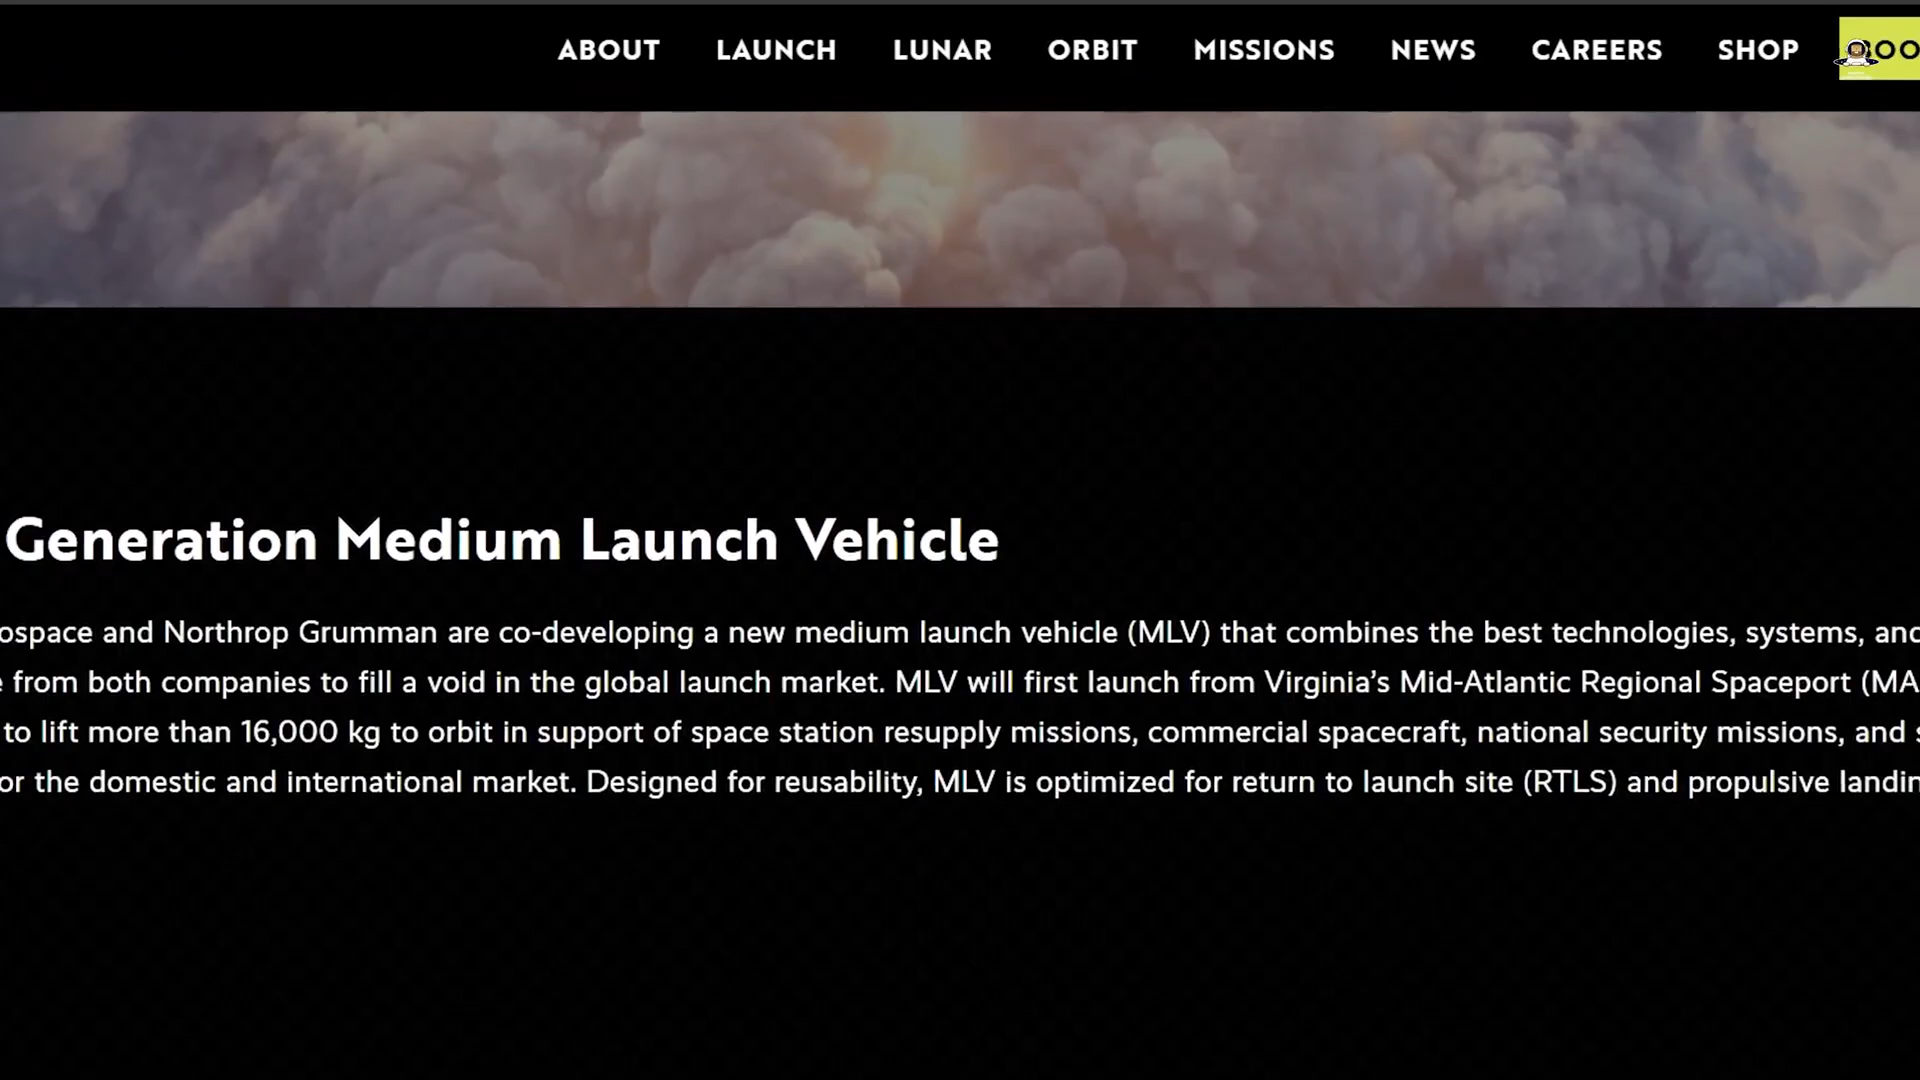 ABOUT LAUNCH LUNAR ORBIT MISSIONS NEWS CAREERS SHOP
Generation Medium Launch Vehicle
and Northrop Grumman are co-developing a new medium launch vehicle (MLV) that combines the best technologies, systems, and
from both companies to fill a void in the global launch market. MLV will first launch from Virginia’s Mid-Atlantic Regional Spaceport (MA
to lift more than 16,000 kg to orbit in support of space station resupply missions, commercial spacecraft, national security missions, and
the domestic and international market. Designed for reusability, MLV is optimized for return to launch site (RTLS) and propulsive